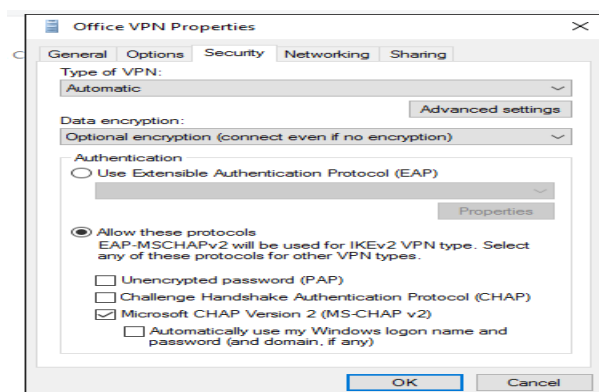 Office VPN Properties
General Options Security Networking Sharing
Type of VPN:
Automatic
Advanced settings
Data encryption:
Optional encryption (connect even if no encryption)
Authentication
Use Extensible Authentication Protocol (EAP)
Properties
Allow these protocols
EAP-MSCHAPv2 will be used for IKEv2 VPN type. Select
any of these protocols for other VPN types.
Unencrypted password (PAP)
Challenge Handshake Authentication Protocol (CHAP)
Microsoft CHAP Version 2 (MS-CHAP v2)
Automatically use my Windows logon name and
password (and domain, if any)
OK Cancel